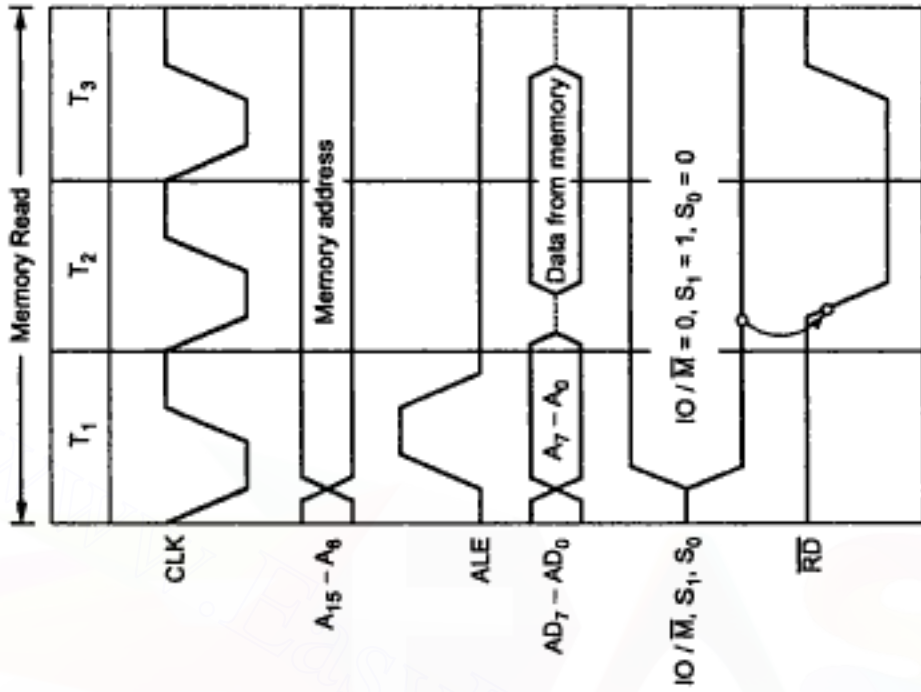 Memory Read
T₁ T₂ T₃
CLK
A₁₅ – A₈ Memory address
ALE
AD₇ – AD₀ A₇ – A₀ Data from memory
IO / M̅, S₁, S₀ IO / M̅ = 0, S₁ = 1, S₀ = 0
R̅D̅